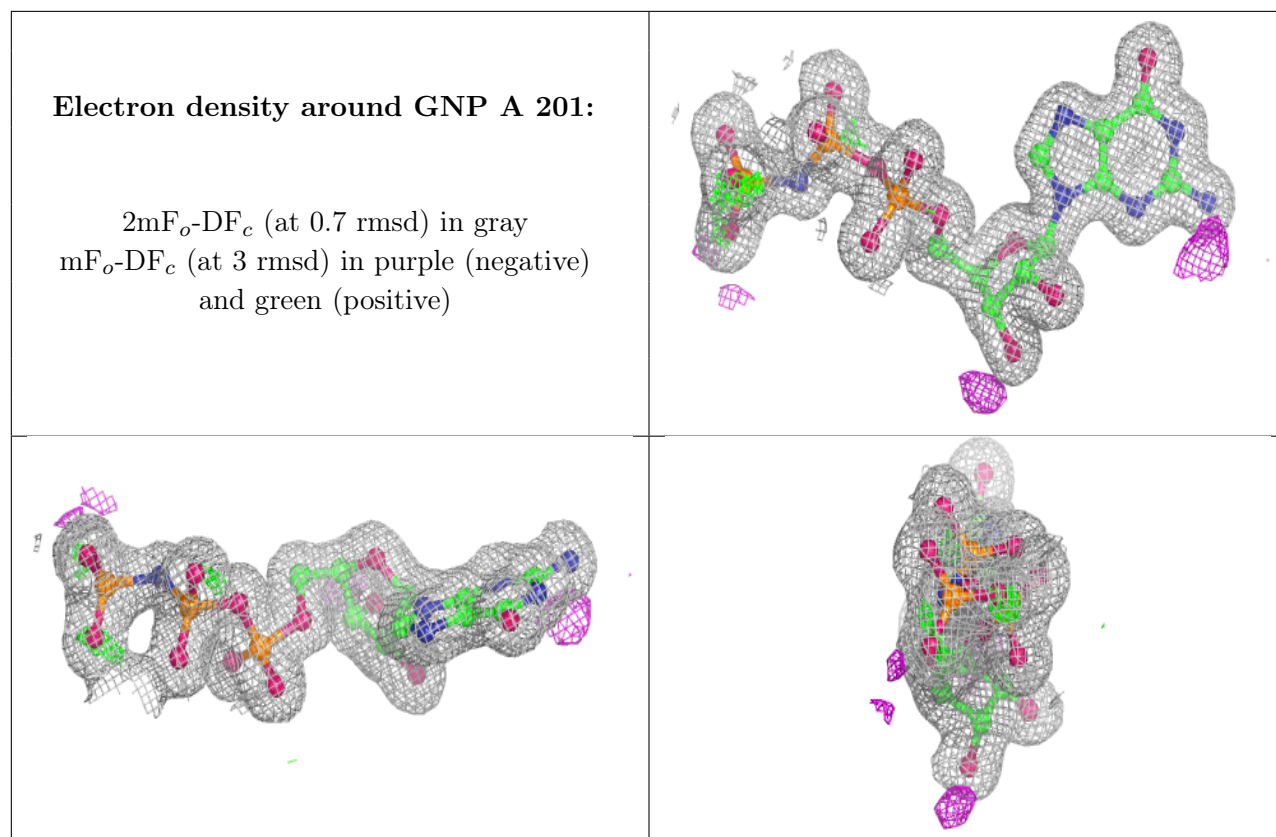 Electron density around GNP A 201:
2mFo-DFc (at 0.7 rmsd) in gray
mFo-DFc (at 3 rmsd) in purple (negative)
and green (positive)